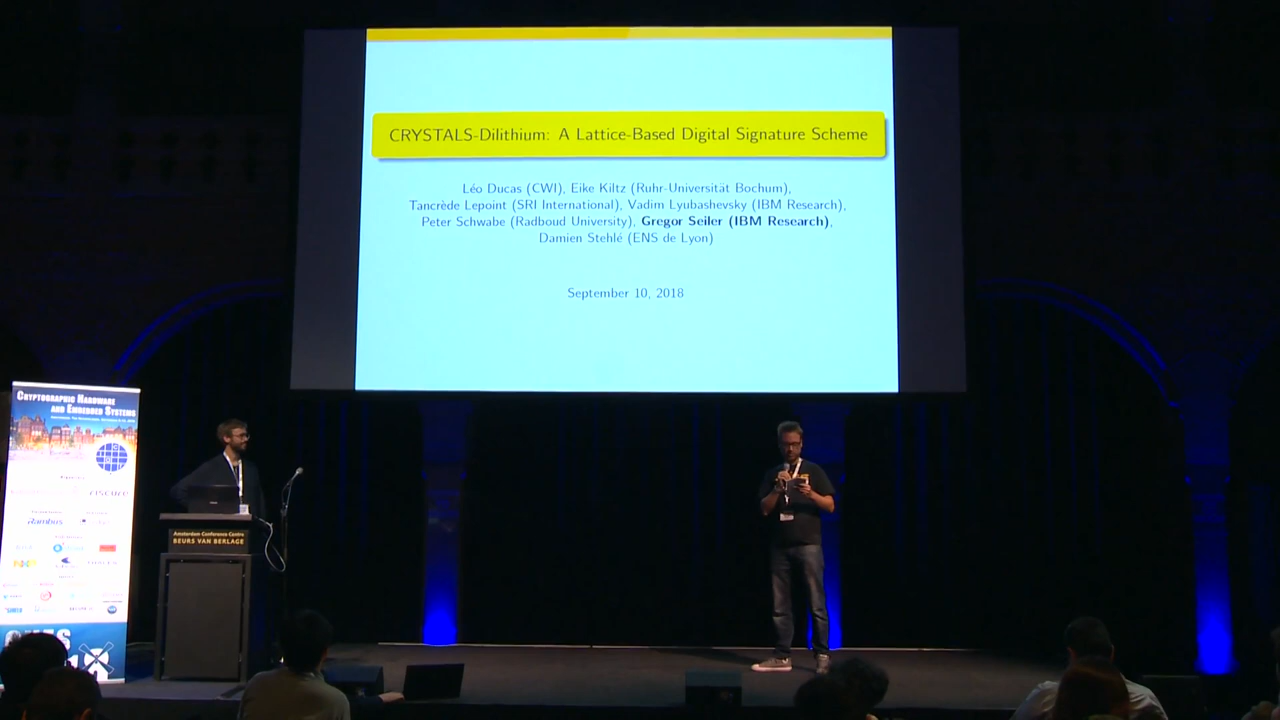 CRYSTALS-Dilithium: A Lattice-Based Digital Signature Scheme
Léo Ducas (CWI), Eike Kiltz (Ruhr-Universität Bochum),
Tancrède Lepoint (SRI International), Vadim Lyubashevsky (IBM Research),
Peter Schwabe (Radboud University), Gregor Seiler (IBM Research),
Damien Stehlé (ENS de Lyon)
September 10, 2018
Cryptographic Hardware
and Embedded Systems
riscure
Rambus
Amsterdam Conference Centre
BEURS VAN BERLAGE